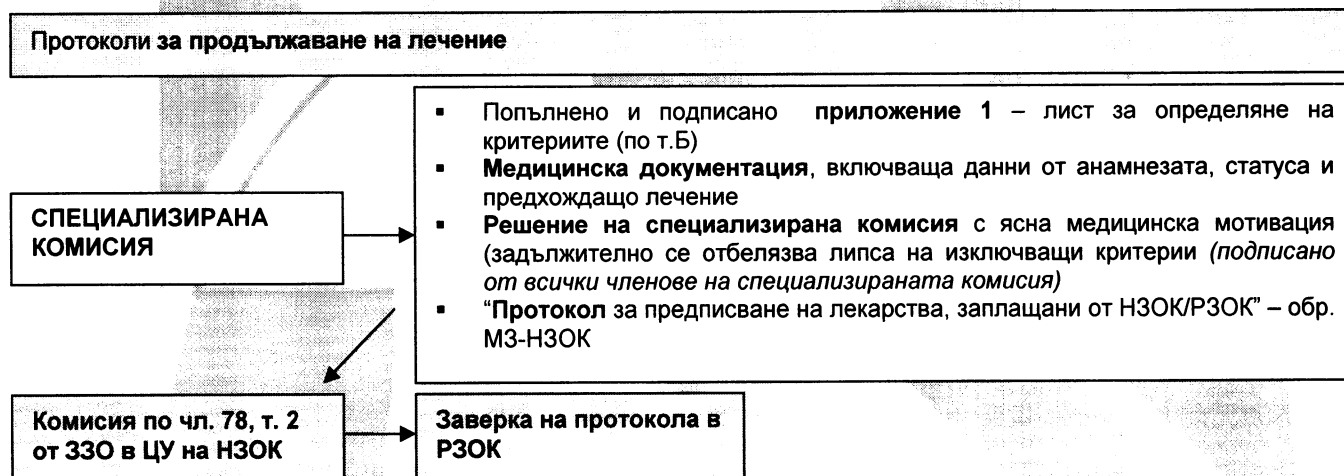 Протоколи за продължаване на лечение
▪ Попълнено и подписано приложение 1 – лист за определяне на
критериите (по т.Б)
▪ Медицинска документация, включваща данни от анамнезата, статуса и
предхождащо лечение
▪ Решение на специализирана комисия с ясна медицинска мотивация
(задължително се отбелязва липса на изключващи критерии (подписано
от всички членове на специализираната комисия)
▪ “Протокол за предписване на лекарства, заплащани от НЗОК/РЗОК” – обр.
МЗ-НЗОК
СПЕЦИАЛИЗИРАНА
КОМИСИЯ
Комисия по чл. 78, т. 2
от ЗЗО в ЦУ на НЗОК
Заверка на протокола в
РЗОК